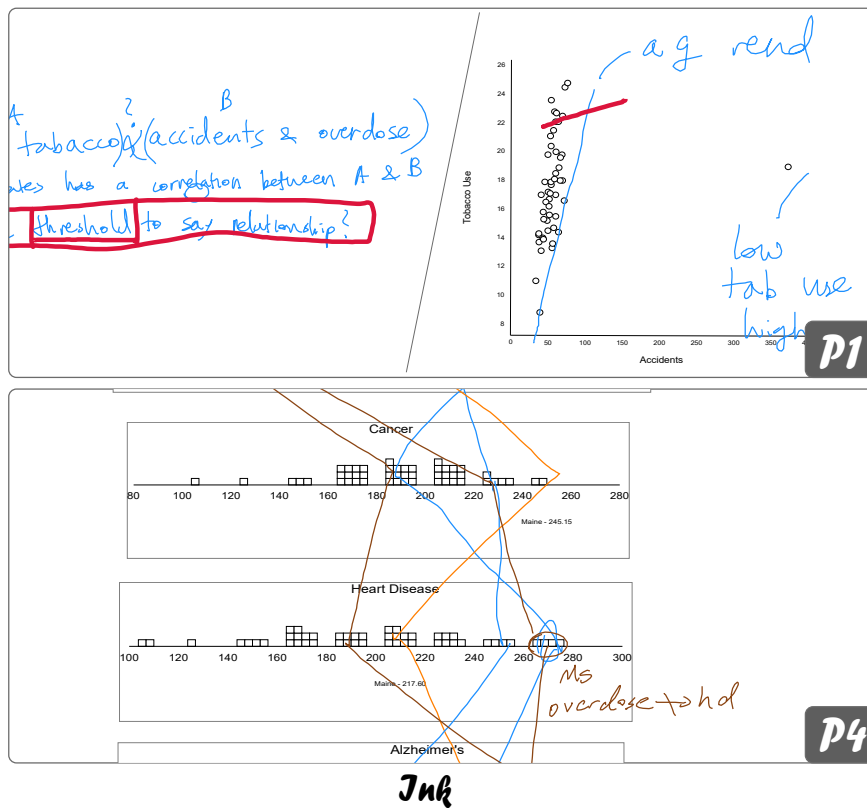 A ? B
tabacco) (accidents & overdose)
ates has a correlation between A & B
threshold to say relationship?
a g rend
26
24
22
20
18
16
14
12
10
8
Tobacco Use
0 50 100 150 200 250 300 350
Accidents
low
tab use
high
P1
Cancer
80 100 120 140 160 180 200 220 240 260 280
Maine - 245.15
Heart Disease
100 120 140 160 180 200 220 240 260 280 300
Maine - 217.60
MS
overdose → hd
Alzheimer's
P4
Ink